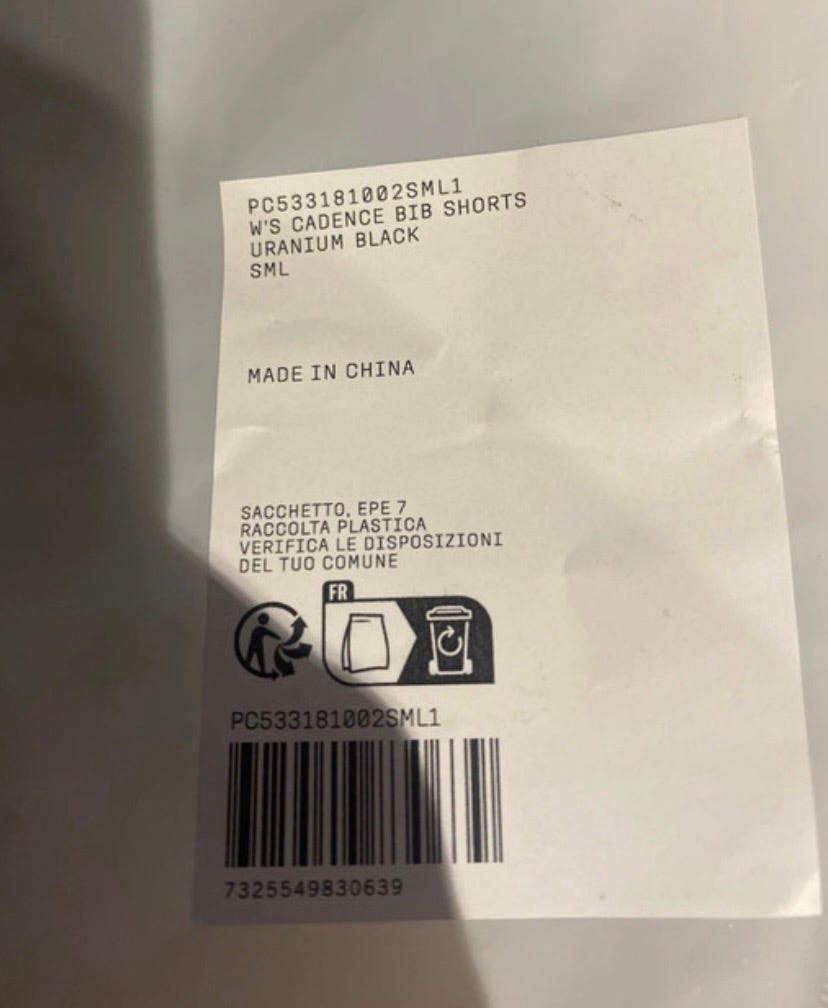 PC533181002SML1
W'S CADENCE BIB SHORTS
URANIUM BLACK
SML
MADE IN CHINA
SACCHETTO, EPE 7
RACCOLTA PLASTICA
VERIFICA LE DISPOSIZIONI
DEL TUO COMUNE
FR
PC533181002SML1
7325549830639